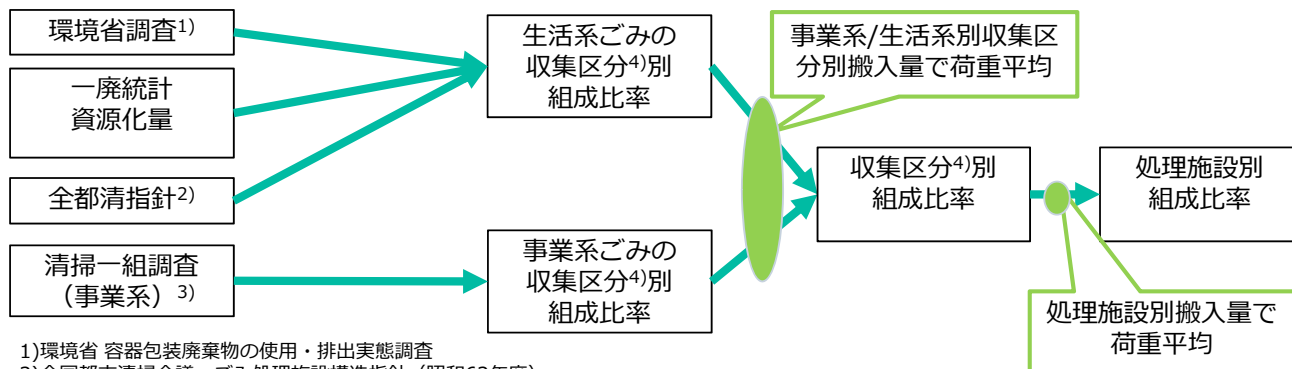 環境省調査1)
一廃統計
資源化量
全都清指針2)
清掃一組調査
（事業系）3)
生活系ごみの
収集区分4)別
組成比率
事業系ごみの
収集区分4)別
組成比率
事業系/生活系別収集区
分別搬入量で荷重平均
収集区分4)別
組成比率
処理施設別
組成比率
処理施設別搬入量で
荷重平均
1)環境省 容器包装廃棄物の使用・排出実態調査